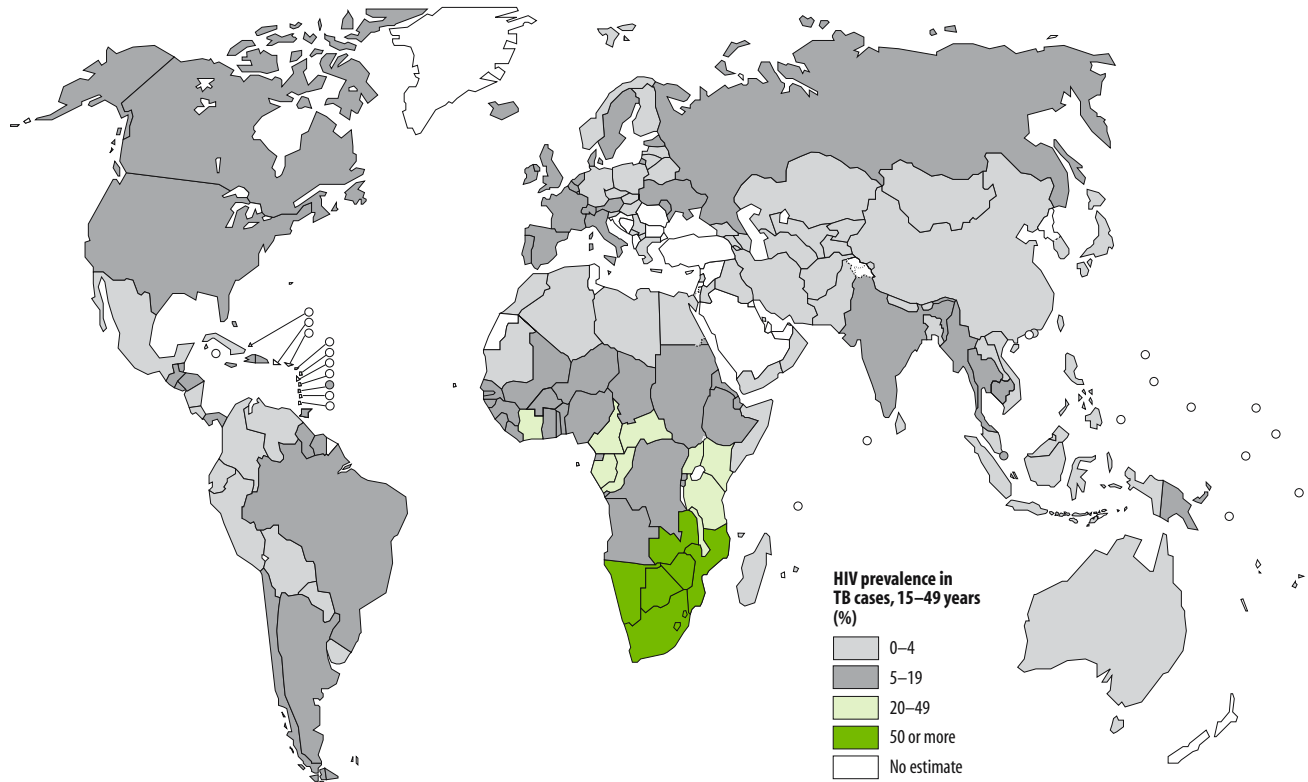 HIV prevalence in
TB cases, 15–49 years
(%)
0–4
5–19
20–49
50 or more
No estimate